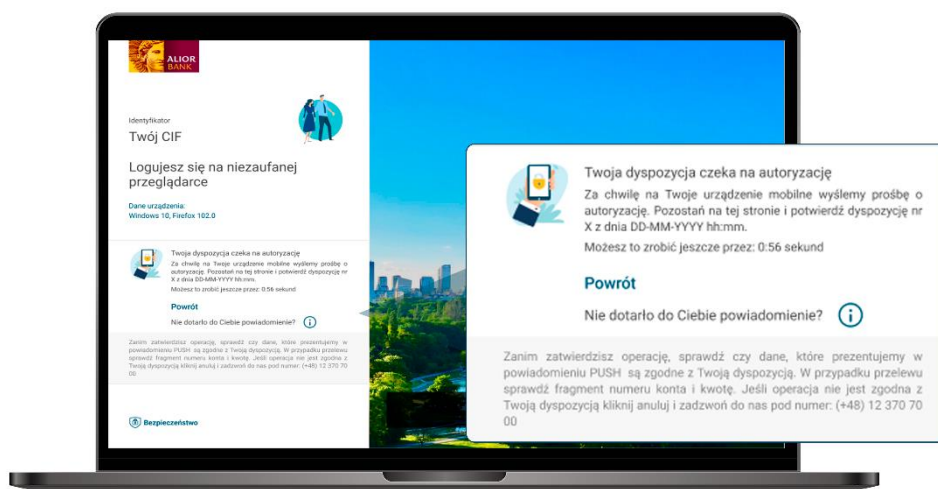 ALIOR
BANK
Identyfikator
Twój CIF
Logujesz się na niezaufanej
przeglądarce
Dane urządzenia:
Windows 10, Firefox 102.0
Twoja dyspozycja czeka na autoryzację
Za chwilę na Twoje urządzenie mobilne wyślemy prośbę o
autoryzację. Pozostań na tej stronie i potwierdź dyspozycję nr
X z dnia DD-MM-YYYY hh:mm.
Możesz to zrobić jeszcze przez: 0:56 sekund
Powrót
Nie dotarło do Ciebie powiadomienie?
Zanim zatwierdzisz operację, sprawdź czy dane, które prezentujemy w
powiadomieniu PUSH są zgodne z Twoją dyspozycją. W przypadku przelewu
sprawdź fragment numeru konta i kwotę. Jeśli operacja nie jest zgodna z
Twoją dyspozycją kliknij anuluj i zadzwoń do nas pod numer: (+48) 12 370 70
00
Bezpieczeństwo
Twoja dyspozycja czeka na autoryzację
Za chwilę na Twoje urządzenie mobilne wyślemy prośbę o
autoryzację. Pozostań na tej stronie i potwierdź dyspozycję nr
X z dnia DD-MM-YYYY hh:mm.
Możesz to zrobić jeszcze przez: 0:56 sekund
Powrót
Nie dotarło do Ciebie powiadomienie?
Zanim zatwierdzisz operację, sprawdź czy dane, które prezentujemy w
powiadomieniu PUSH są zgodne z Twoją dyspozycją. W przypadku przelewu
sprawdź fragment numeru konta i kwotę. Jeśli operacja nie jest zgodna z
Twoją dyspozycją kliknij anuluj i zadzwoń do nas pod numer: (+48) 12 370 70
00